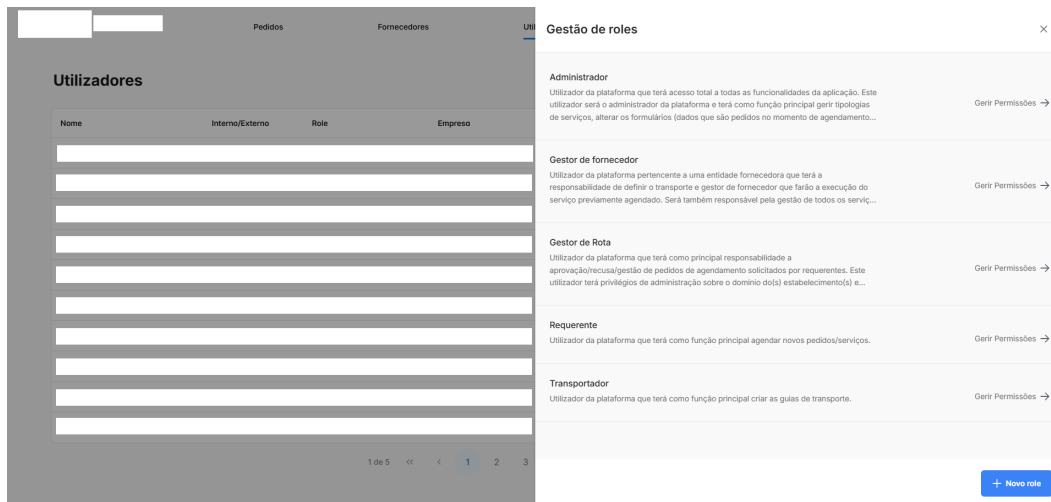 Pedidos
Fornecedores
Gestão de roles
Utilizadores
Nome
Interno/Externo
Role
Empresa
1 de 5
1
2
3
Administrador
Utilizador da plataforma que terá acesso total a todas as funcionalidades da aplicação. Este
utilizador será o administrador da plataforma e terá como função principal gerir tipologias
de serviços, alterar os formulários (dados que são pedidos no momento de agendamento...
Gerir Permissões
Gestor de fornecedor
Utilizador da plataforma pertencente a uma entidade fornecedora que terá a
responsabilidade de definir o transporte e gestor de fornecedor que farão a execução do
serviço previamente agendado. Será também responsável pela gestão de todos os serviç...
Gerir Permissões
Gestor de Rota
Utilizador da plataforma que terá como principal responsabilidade a
aprovação/recusa/gestão de pedidos de agendamento solicitados por requerentes. Este
utilizador terá privilégios de administração sobre o domínio do(s) estabelecimento(s) e...
Gerir Permissões
Requerente
Utilizador da plataforma que terá como função principal agendar novos pedidos/serviços.
Gerir Permissões
Transportador
Utilizador da plataforma que terá como função principal criar as guias de transporte.
Gerir Permissões
+ Novo role